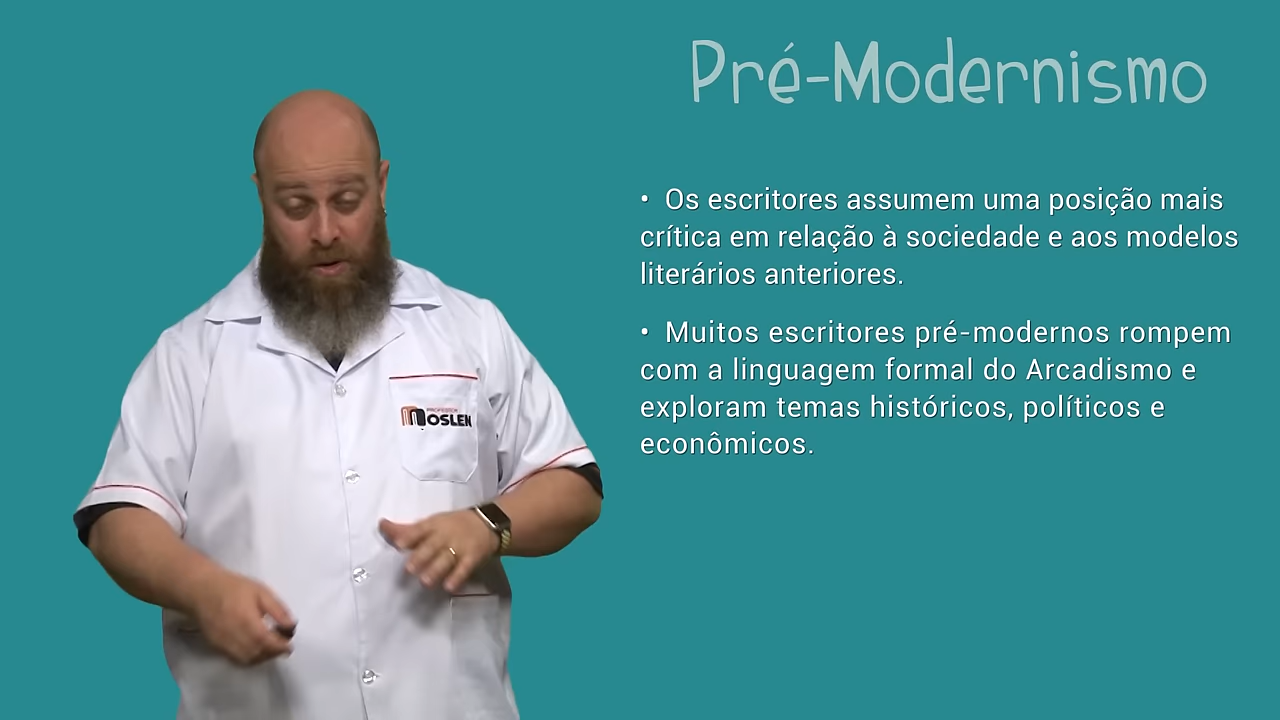 Pré-Modernismo
• Os escritores assumem uma posição mais
crítica em relação à sociedade e aos modelos
literários anteriores.
• Muitos escritores pré-modernos rompem
com a linguagem formal do Arcadismo e
exploram temas históricos, políticos e
econômicos.
PROFESSOR
MOSLEN